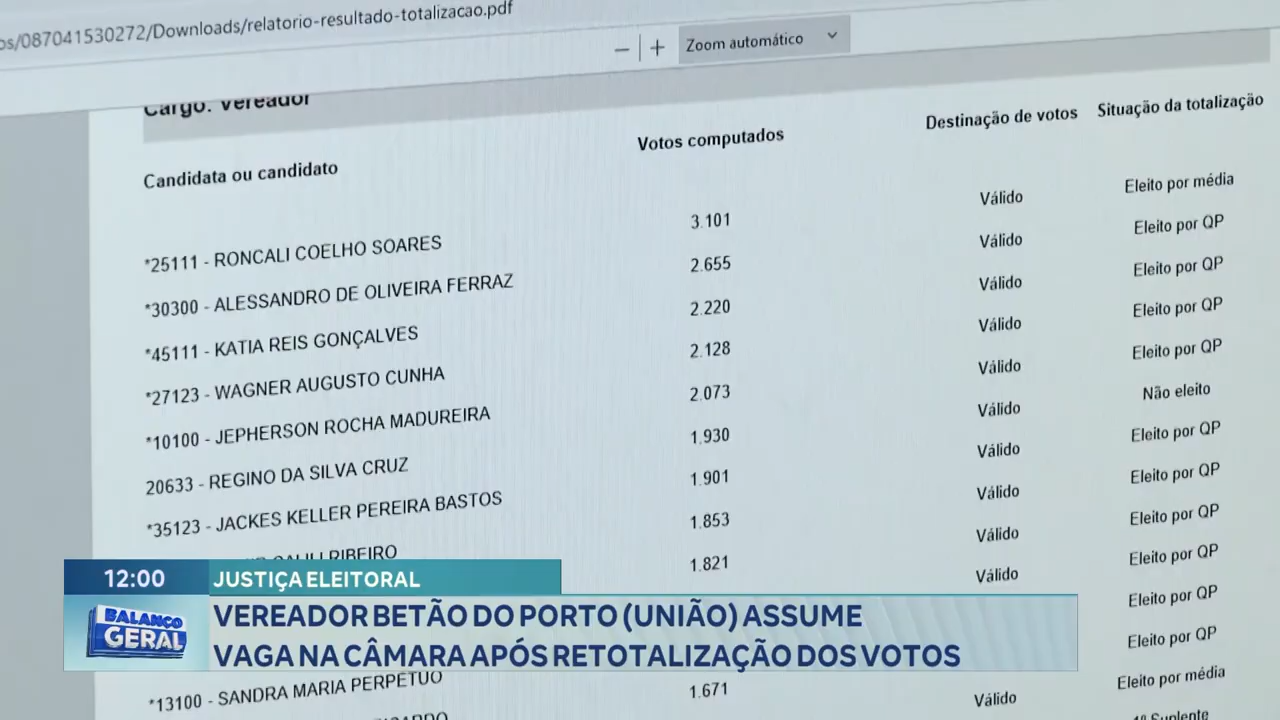 os/087041530272/Downloads/relatorio-resultado-totalizacao.pdf
Zoom automático
Cargo: Vereador
Candidata ou candidato Votos computados Destinação de votos Situação da totalização
*25111 - RONCALI COELHO SOARES 3.101 Válido Eleito por média
*30300 - ALESSANDRO DE OLIVEIRA FERRAZ 2.655 Válido Eleito por QP
*45111 - KATIA REIS GONÇALVES 2.220 Válido Eleito por QP
*27123 - WAGNER AUGUSTO CUNHA 2.128 Válido Eleito por QP
*10100 - JEPHERSON ROCHA MADUREIRA 2.073 Válido Eleito por QP
20633 - REGINO DA SILVA CRUZ 1.930 Válido Não eleito
*35123 - JACKES KELLER PEREIRA BASTOS 1.901 Válido Eleito por QP
RIBEIRO 1.853 Válido Eleito por QP
1.821 Válido Eleito por QP
Válido Eleito por QP
Eleito por QP
Eleito por QP
*13100 - SANDRA MARIA PERPÉTUO 1.671 Válido Eleito por média
1º Suplente
12:00 JUSTIÇA ELEITORAL
BALANÇO GERAL
VEREADOR BETÃO DO PORTO (UNIÃO) ASSUME
VAGA NA CÂMARA APÓS RETOTALIZAÇÃO DOS VOTOS